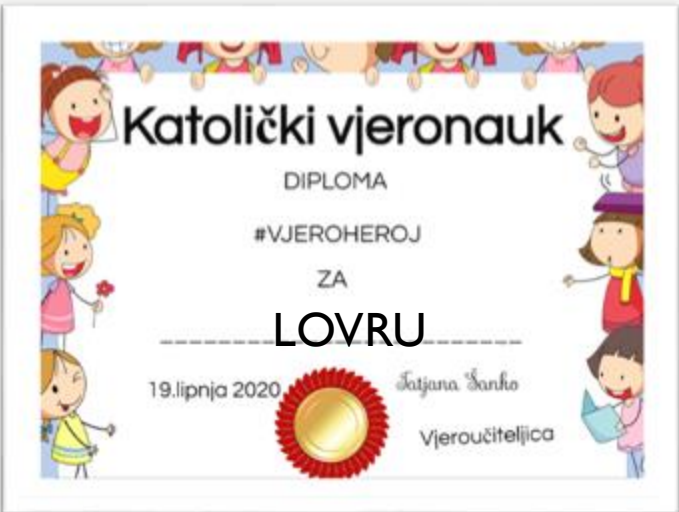 Katolički vjeronauk
DIPLOMA
#VJEROHEROJ
ZA
LOVRU
19.lipnja 2020
Tatjana Šanko
Vjeroučiteljica